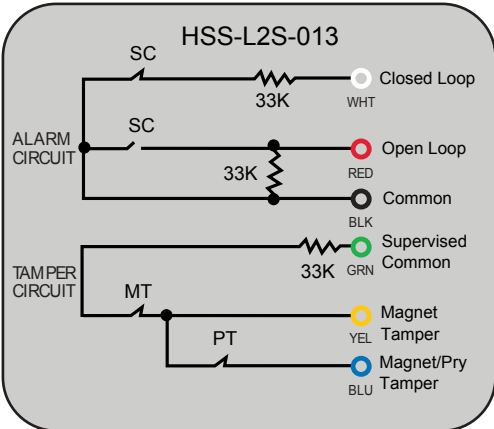 HSS-L2S-013
SC
Closed Loop
33K
WHT
SC
ALARM
CIRCUIT
Open Loop
33K
RED
Common
BLK
Supervised
Common
33K
GRN
TAMPER
CIRCUIT
MT
Magnet
Tamper
YEL
PT
Magnet/Pry
Tamper
BLU